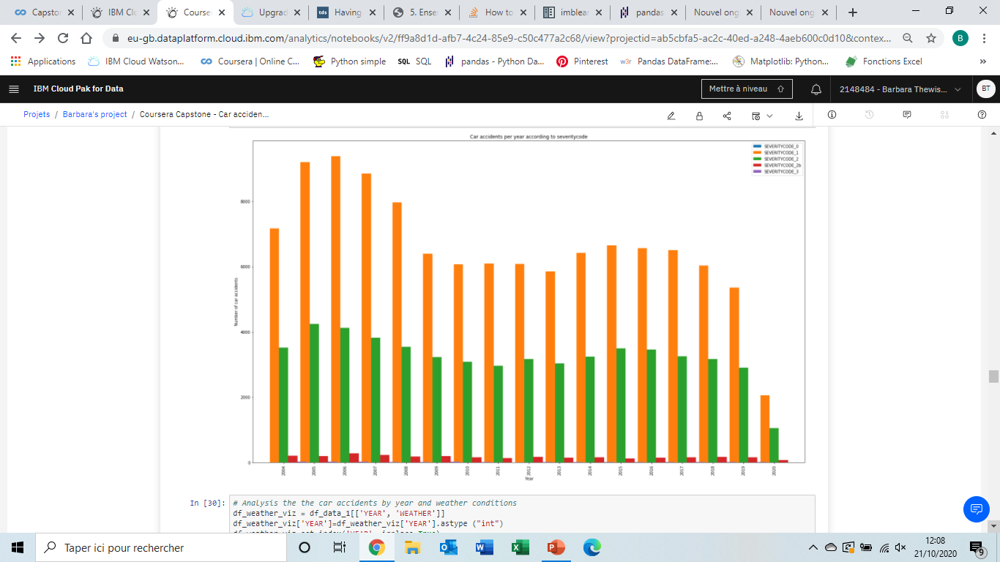 Capstor
IBM Clo
Course
Upgrad
tds Having
5. Ense
How to
imblear
pandas
Nouvel ong
Nouvel ong
eu-gb.dataplatform.cloud.ibm.com/analytics/notebooks/v2/ff9a8d1d-afb7-4c24-85e9-c50c477a2c68/view?projectid=ab5cbfa5-ac2c-40ed-a248-4aeb600c0d10&contex...
B
Applications
IBM Cloud Watson...
Coursera | Online C...
Python simple
SQL SQL
pandas - Python Da...
Pinterest
w3r Pandas DataFrame:...
Matplotlib: Python...
Fonctions Excel
»
IBM Cloud Pak for Data
Mettre à niveau
2148484 - Barbara Thewis...
BT
Projets / Barbara's project / Coursera Capstone - Car acciden...
Car accidents per year according to severitycode
SEVERITYCODE_0
SEVERITYCODE_1
SEVERITYCODE_2
SEVERITYCODE_2b
SEVERITYCODE_3
Number of car accidents
8000
6000
4000
2000
0
2004 2005 2006 2007 2008 2009 2010 2011 2012 2013 2014 2015 2016 2017 2018 2019 2020
YEAR
In [30]:
# Analysis the the car accidents by year and weather conditions
df_weather_viz = df_data_1[['YEAR', 'WEATHER']]
df_weather_viz['YEAR']=df_weather_viz['YEAR'].astype ("int")
Taper ici pour rechercher
12:08
21/10/2020
9